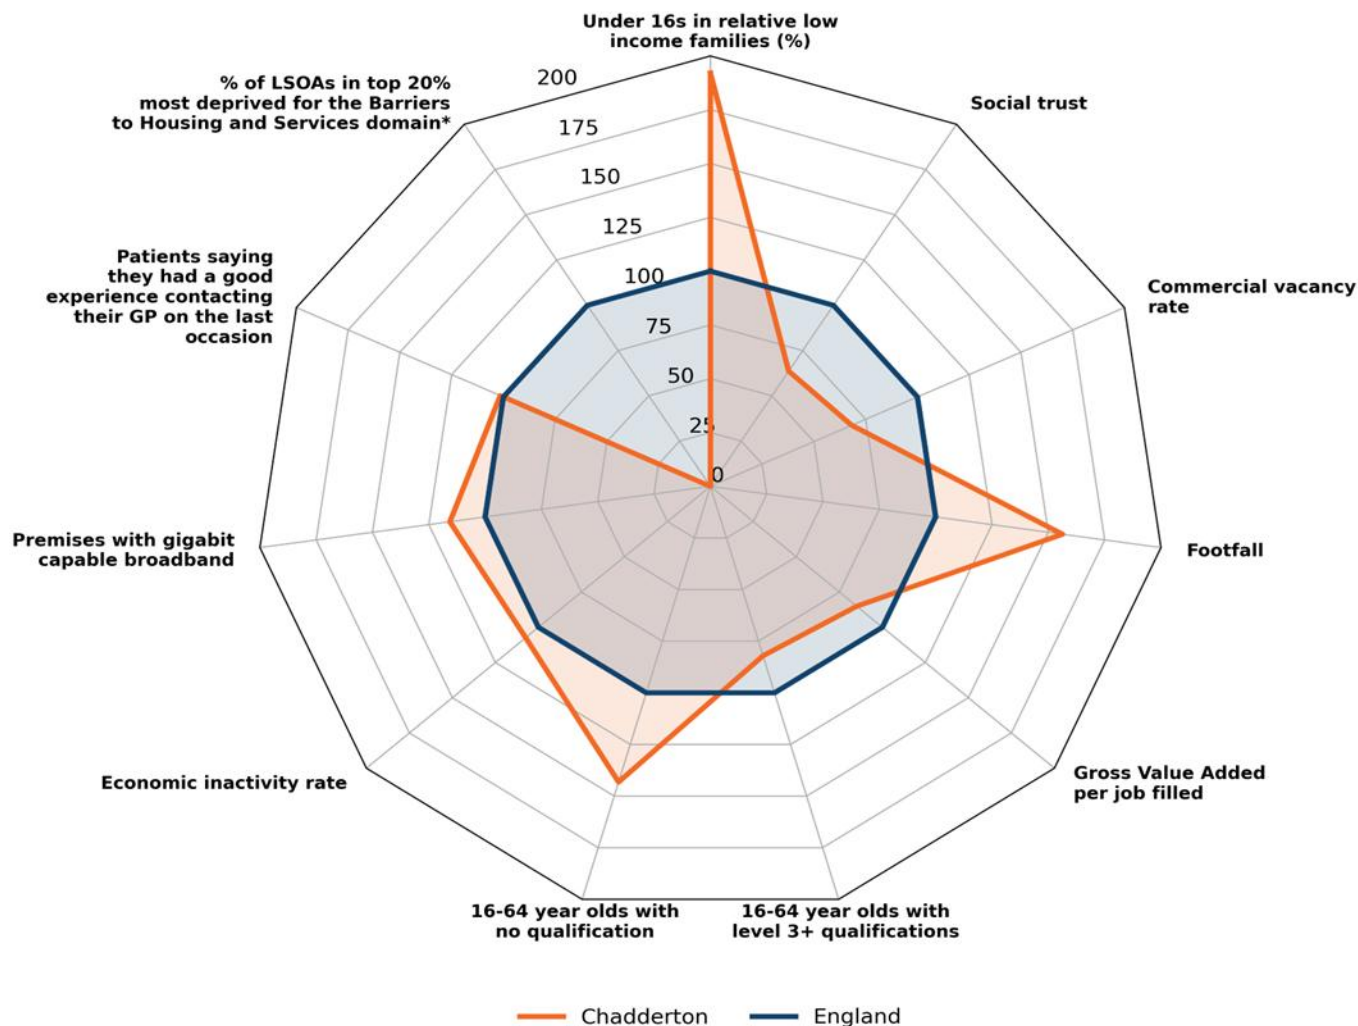 Under 16s in relative low
income families (%)
% of LSOAs in top 20%
most deprived for the Barriers
to Housing and Services domain*
Social trust
200
175
150
125
100
75
50
25
0
Patients saying
they had a good
experience contacting
their GP on the last
occasion
Commercial vacancy
rate
Premises with gigabit
capable broadband
Footfall
Economic inactivity rate
Gross Value Added
per job filled
16-64 year olds with
no qualification
16-64 year olds with
level 3+ qualifications
Chadderton
England